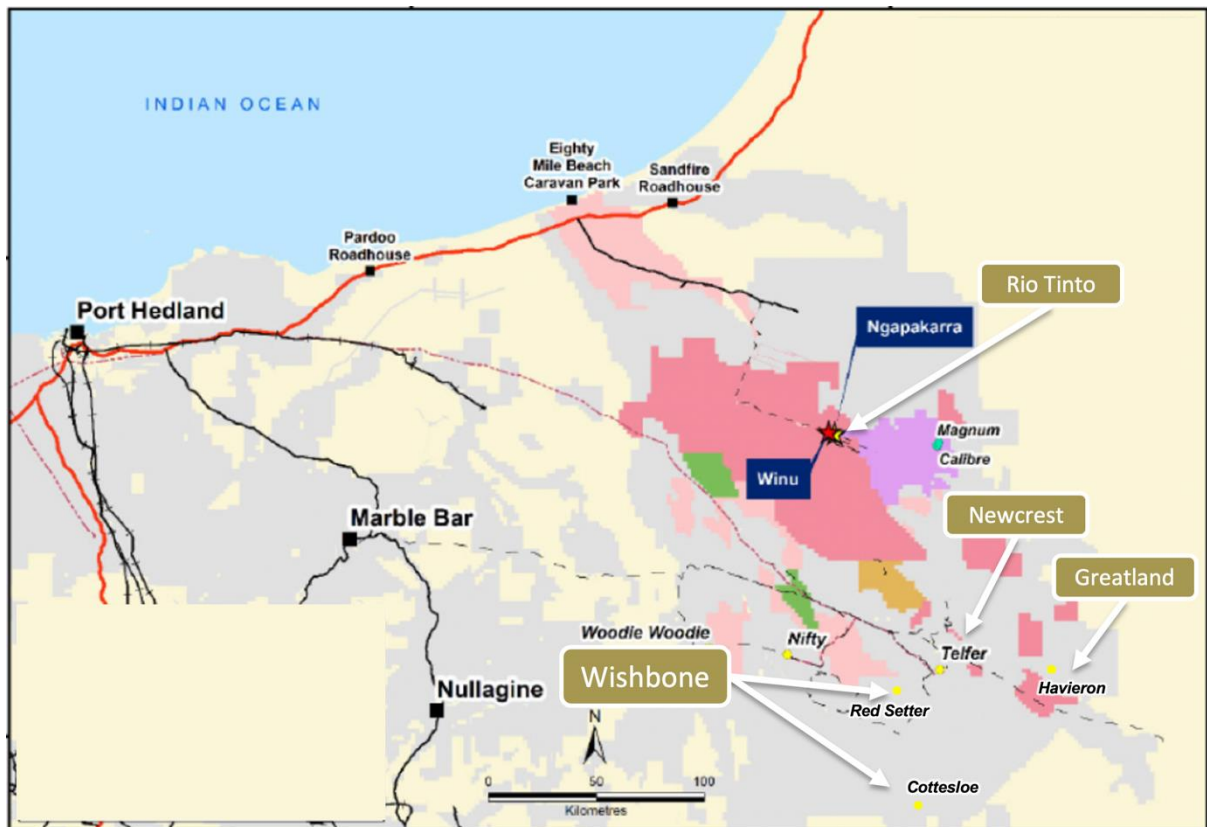 INDIAN OCEAN
Eighty
Mile Beach
Caravan Park
Sandfire
Roadhouse
Pardoo
Roadhouse
Rio Tinto
Port Hedland
Ngapakarra
Magnum
Calibre
Winu
Newcrest
Marble Bar
Greatland
Woodie Woodie
Nifty
Telfer
Wishbone
Havieron
Nullagine
Red Setter
N
Cottesloe
0 50 100
Kilometres